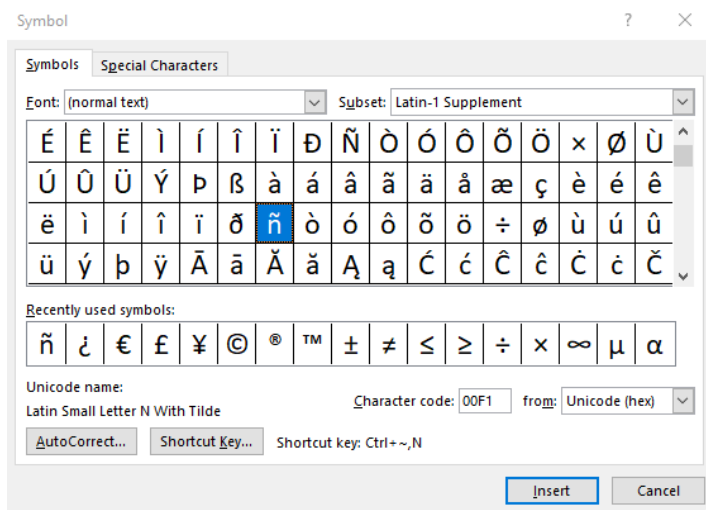 Symbol ? ×
Symbols Special Characters
Font: (normal text) Subset: Latin-1 Supplement
É Ê Ë Ì Í Î Ï Ð Ñ Ò Ó Ô Õ Ö × Ø Ù
Ú Û Ü Ý Þ ß à á â ã ä å æ ç è é ê
ë ì í î ï ð ñ ò ó ô õ ö ÷ ø ù ú û
ü ý þ ÿ Ā ā Ă ă Ą ą Ć ć Ĉ ĉ Ċ ċ Č
Recently used symbols:
ñ ¿ € £ ¥ © ® ™ ± ≠ ≤ ≥ ÷ × ∞ µ α
Unicode name:
Latin Small Letter N With Tilde
Character code: 00F1 from: Unicode (hex)
AutoCorrect... Shortcut Key... Shortcut key: Ctrl+~,N
Insert Cancel